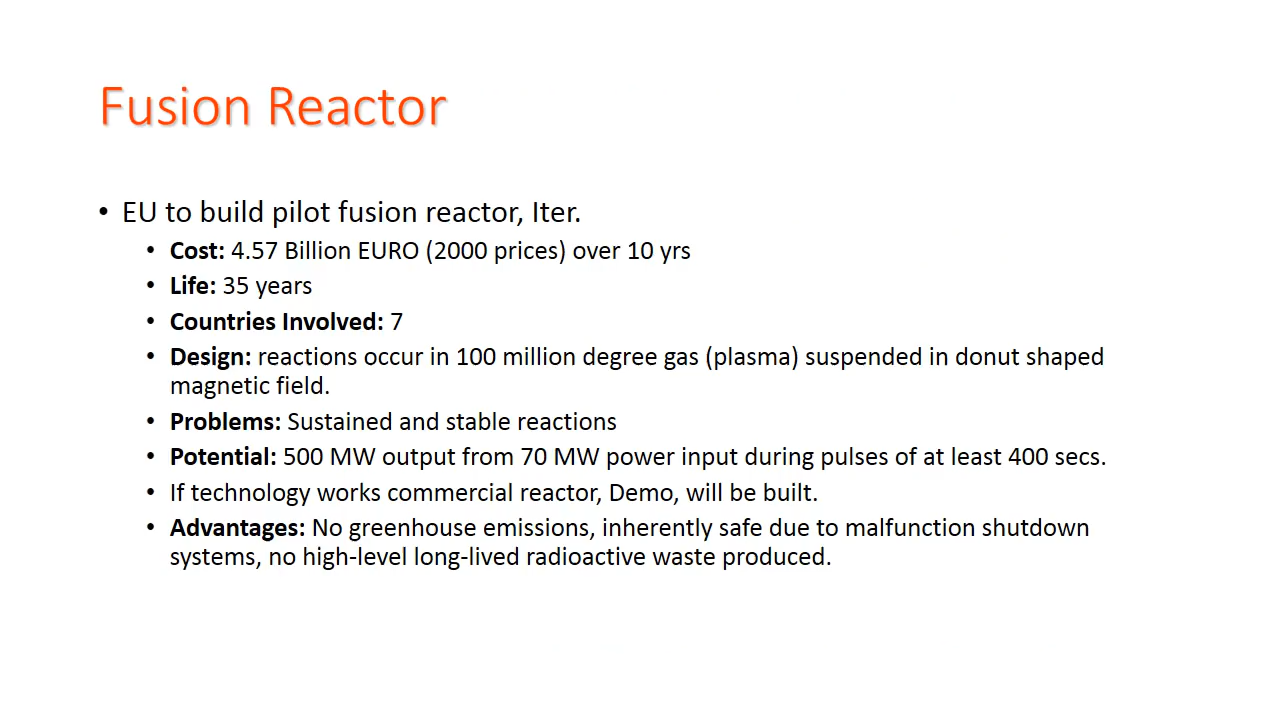 Fusion Reactor
• EU to build pilot fusion reactor, Iter.
• Cost: 4.57 Billion EURO (2000 prices) over 10 yrs
• Life: 35 years
• Countries Involved: 7
• Design: reactions occur in 100 million degree gas (plasma) suspended in donut shaped
magnetic field.
• Problems: Sustained and stable reactions
• Potential: 500 MW output from 70 MW power input during pulses of at least 400 secs.
• If technology works commercial reactor, Demo, will be built.
• Advantages: No greenhouse emissions, inherently safe due to malfunction shutdown
systems, no high-level long-lived radioactive waste produced.